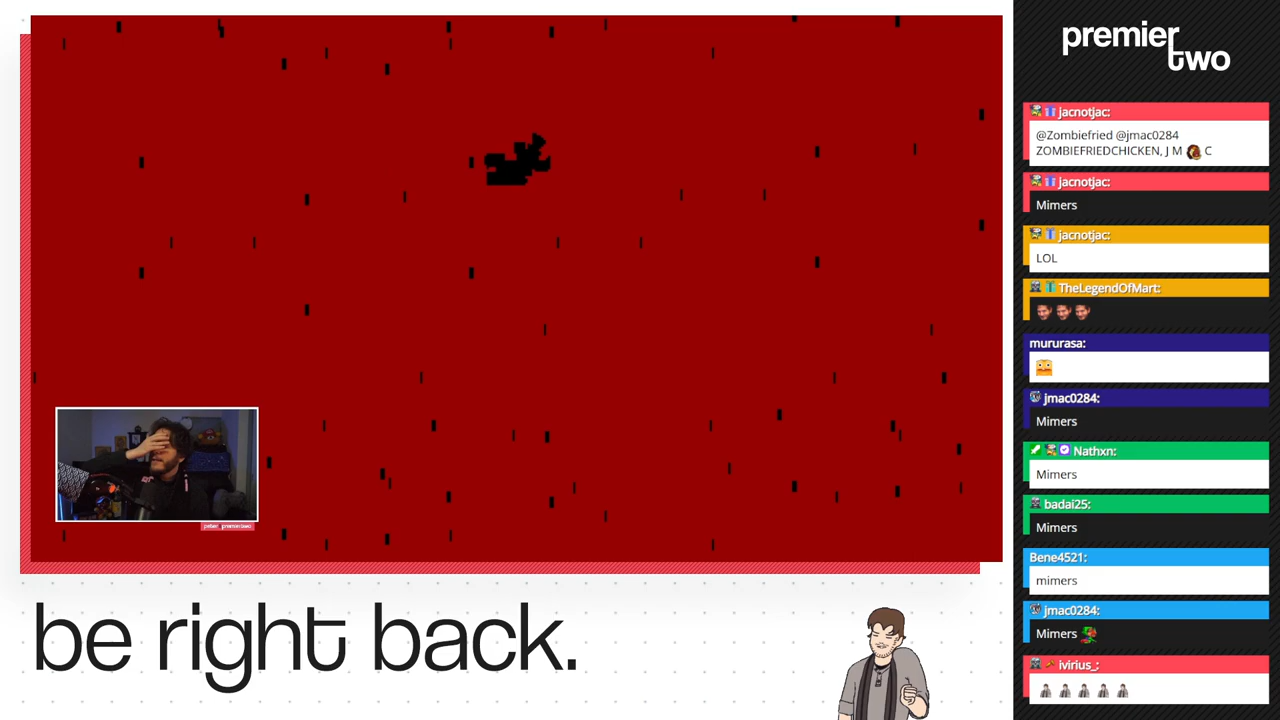 premier
two
jacnotjac:
@Zombiefried @jmac0284
ZOMBIEFRIEDCHICKEN, J M C
jacnotjac:
Mimers
jacnotjac:
LOL
TheLegendOfMart:
mururasa:
jmac0284:
Mimers
Nathxn:
Mimers
badai25:
Mimers
Bene4521:
mimers
jmac0284:
Mimers
ivirius_:
be right back.